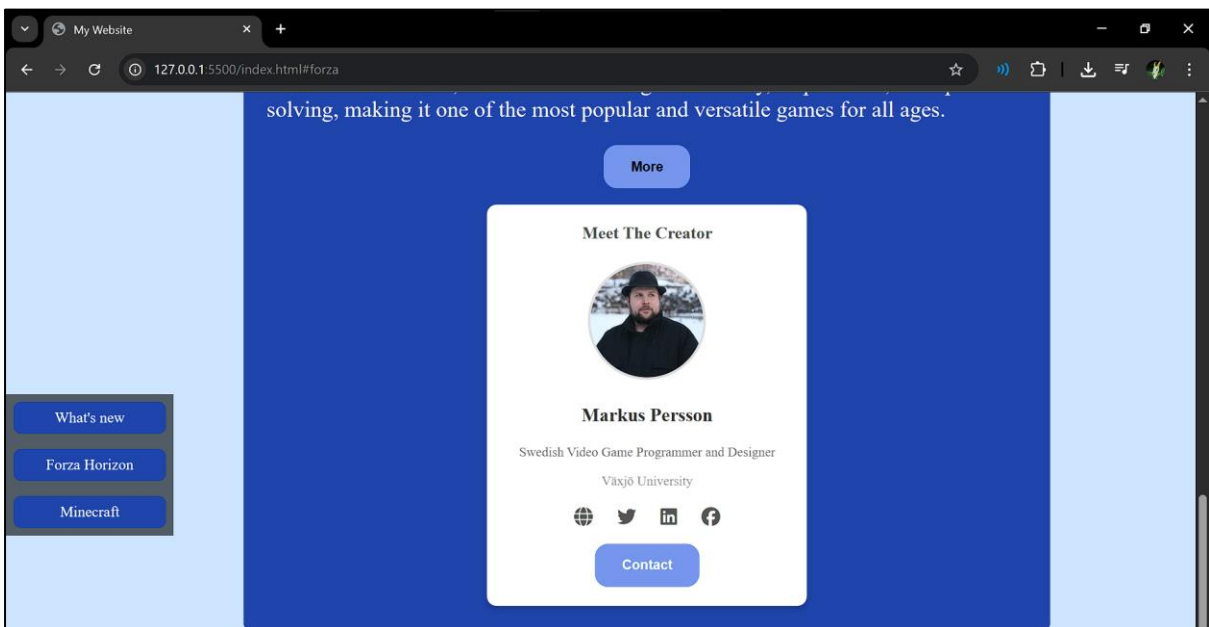 My Website
127.0.0.1:5500/index.html#forza
solving, making it one of the most popular and versatile games for all ages.
More
Meet The Creator
Markus Persson
Swedish Video Game Programmer and Designer
Växjö University
Contact
What's new
Forza Horizon
Minecraft